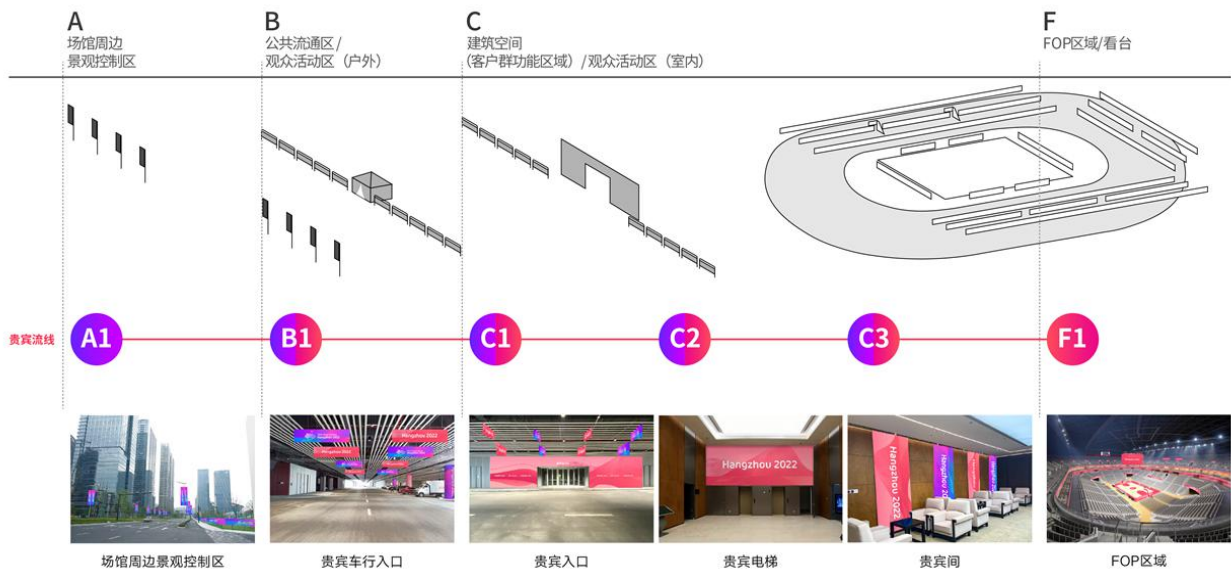 A
场馆周边
景观控制区
B
公共流通区/
观众活动区（户外）
C
建筑空间
(客户群功能区域）/观众活动区（室内）
F
FOP区域/看台
贵宾流线
A1
B1
C1
C2
C3
F1
Hangzhou 2022
Hangzhou 2022
Hangzhou 2022
Hangzhou 2022
Hangzhou 2022
场馆周边景观控制区
贵宾车行入口
贵宾入口
贵宾电梯
贵宾间
FOP区域